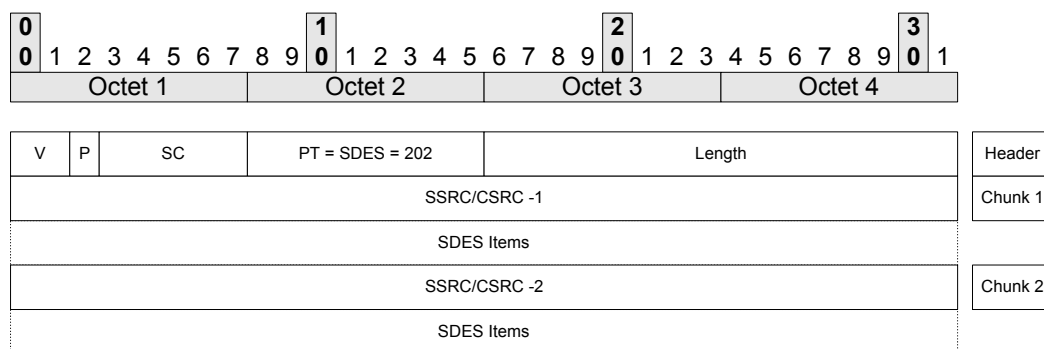 0 1 2 3
0 1 2 3 4 5 6 7 8 9 0 1 2 3 4 5 6 7 8 9 0 1 2 3 4 5 6 7 8 9 0 1
Octet 1 Octet 2 Octet 3 Octet 4
V P SC PT = SDES = 202 Length Header
SSRC/CSRC -1 Chunk 1
SDES Items
SSRC/CSRC -2 Chunk 2
SDES Items